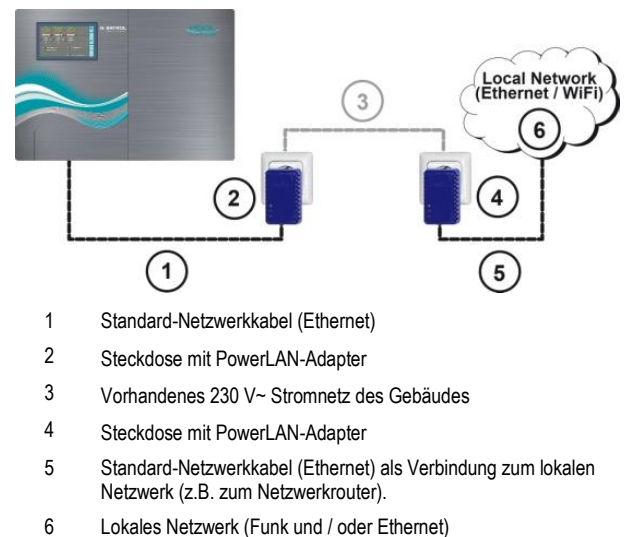 BAYROL
Local Network
(Ethernet / WiFi)
3
6
2
4
1
5
1 Standard-Netzwerkkabel (Ethernet)
2 Steckdose mit PowerLAN-Adapter
3 Vorhandenes 230 V~ Stromnetz des Gebäudes
4 Steckdose mit PowerLAN-Adapter
5 Standard-Netzwerkkabel (Ethernet) als Verbindung zum lokalen
Netzwerk (z.B. zum Netzwerkrouter).
6 Lokales Netzwerk (Funk und / oder Ethernet)